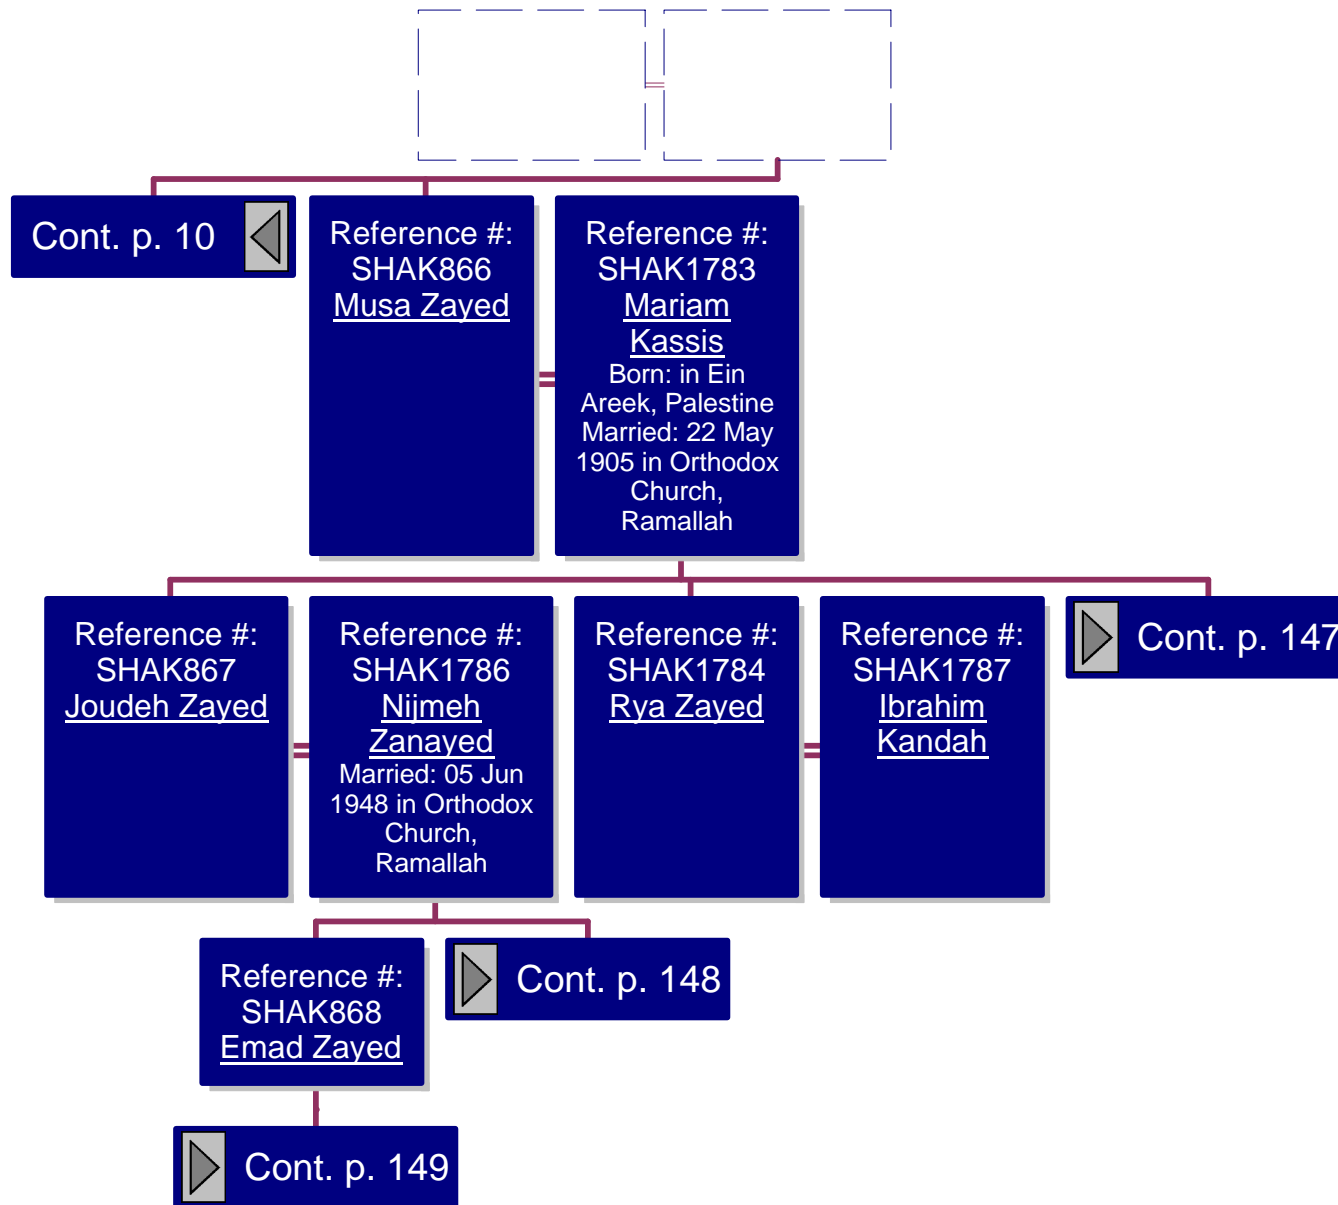 Cont. p. 10
Reference #:
SHAK866
Musa Zayed
Reference #:
SHAK1783
Mariam
Kassis
Born: in Ein
Areek, Palestine
Married: 22 May
1905 in Orthodox
Church,
Ramallah
Reference #:
SHAK867
Joudeh Zayed
Reference #:
SHAK1786
Nijmeh
Zanayed
Married: 05 Jun
1948 in Orthodox
Church,
Ramallah
Reference #:
SHAK1784
Rya Zayed
Reference #:
SHAK1787
Ibrahim
Kandah
Cont. p. 147
Reference #:
SHAK868
Emad Zayed
Cont. p. 148
Cont. p. 149